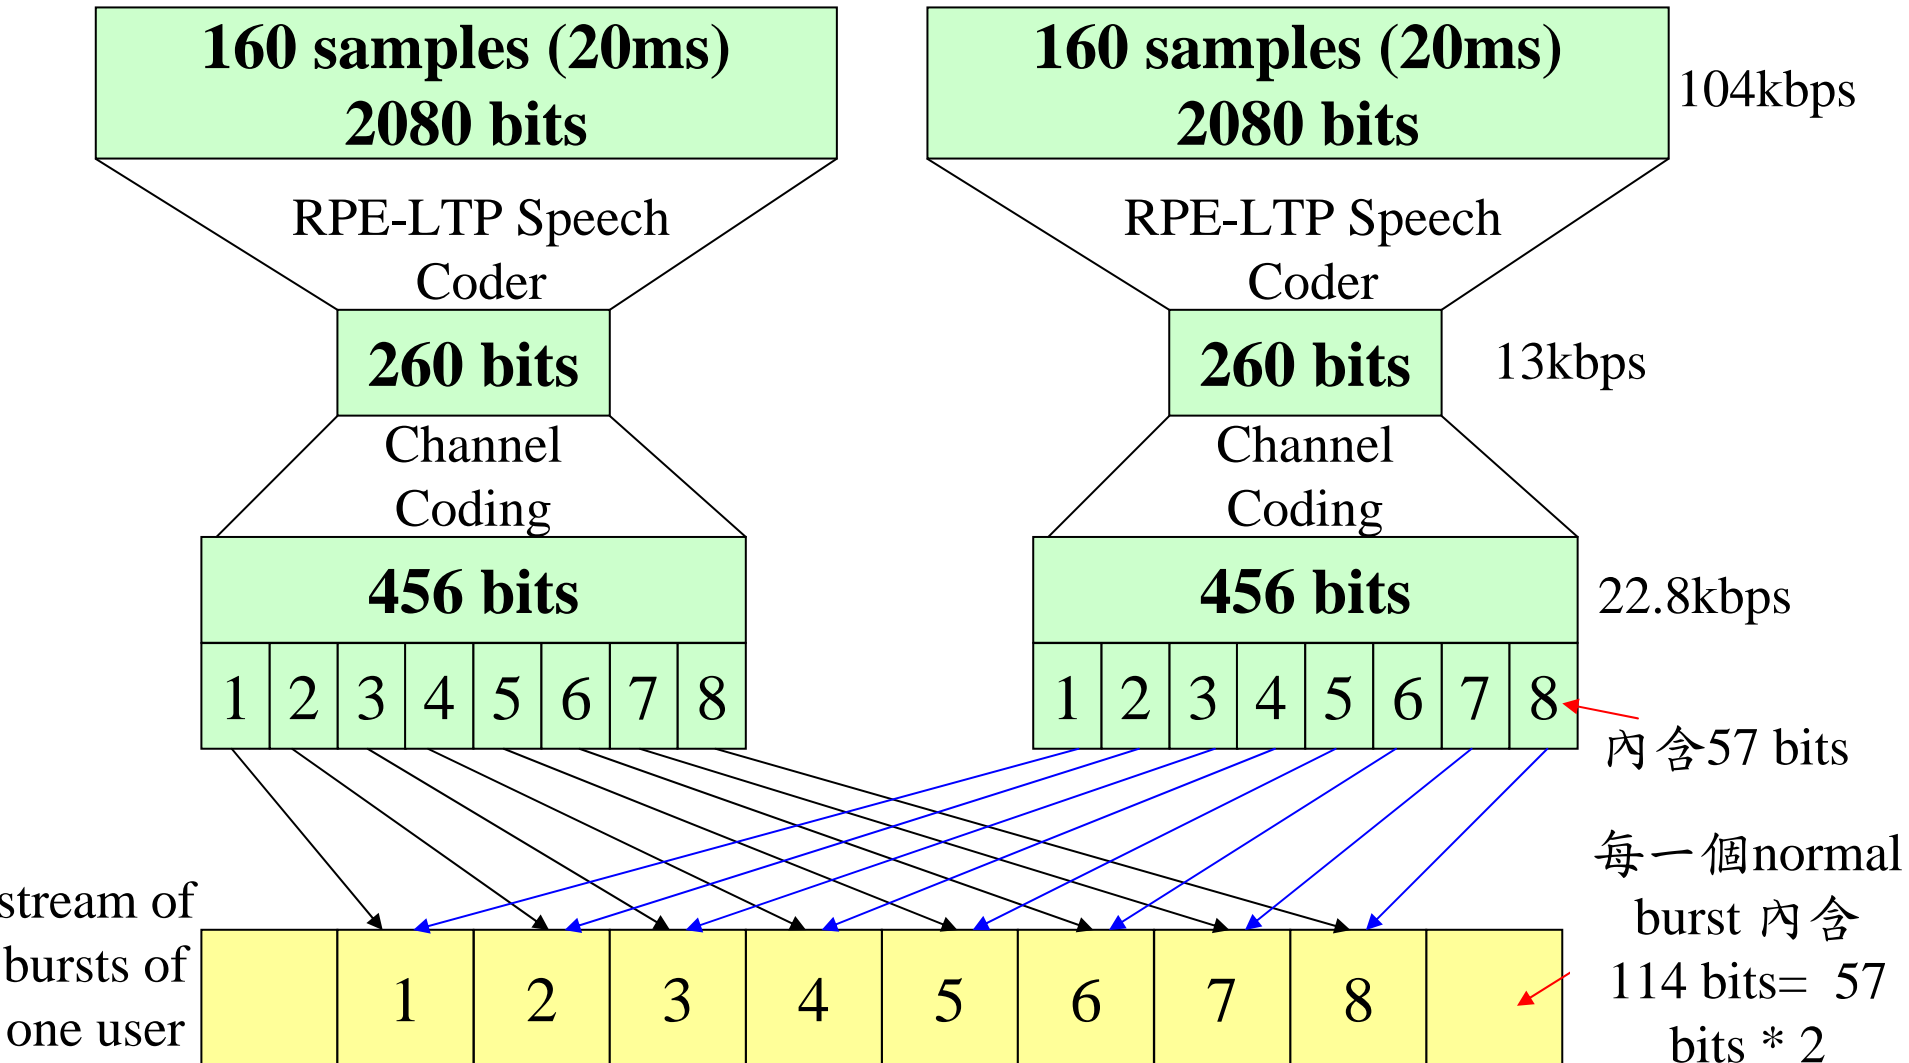 160 samples (20ms)
2080 bits
160 samples (20ms)
2080 bits
104kbps
RPE-LTP Speech
Coder
RPE-LTP Speech
Coder
260 bits
260 bits
13kbps
Channel
Coding
Channel
Coding
456 bits
456 bits
22.8kbps
1 2 3 4 5 6 7 8
1 2 3 4 5 6 7 8
內含57 bits
stream of
bursts of
one user
1 2 3 4 5 6 7 8
每一個normal
burst 內含
114 bits= 57
bits * 2